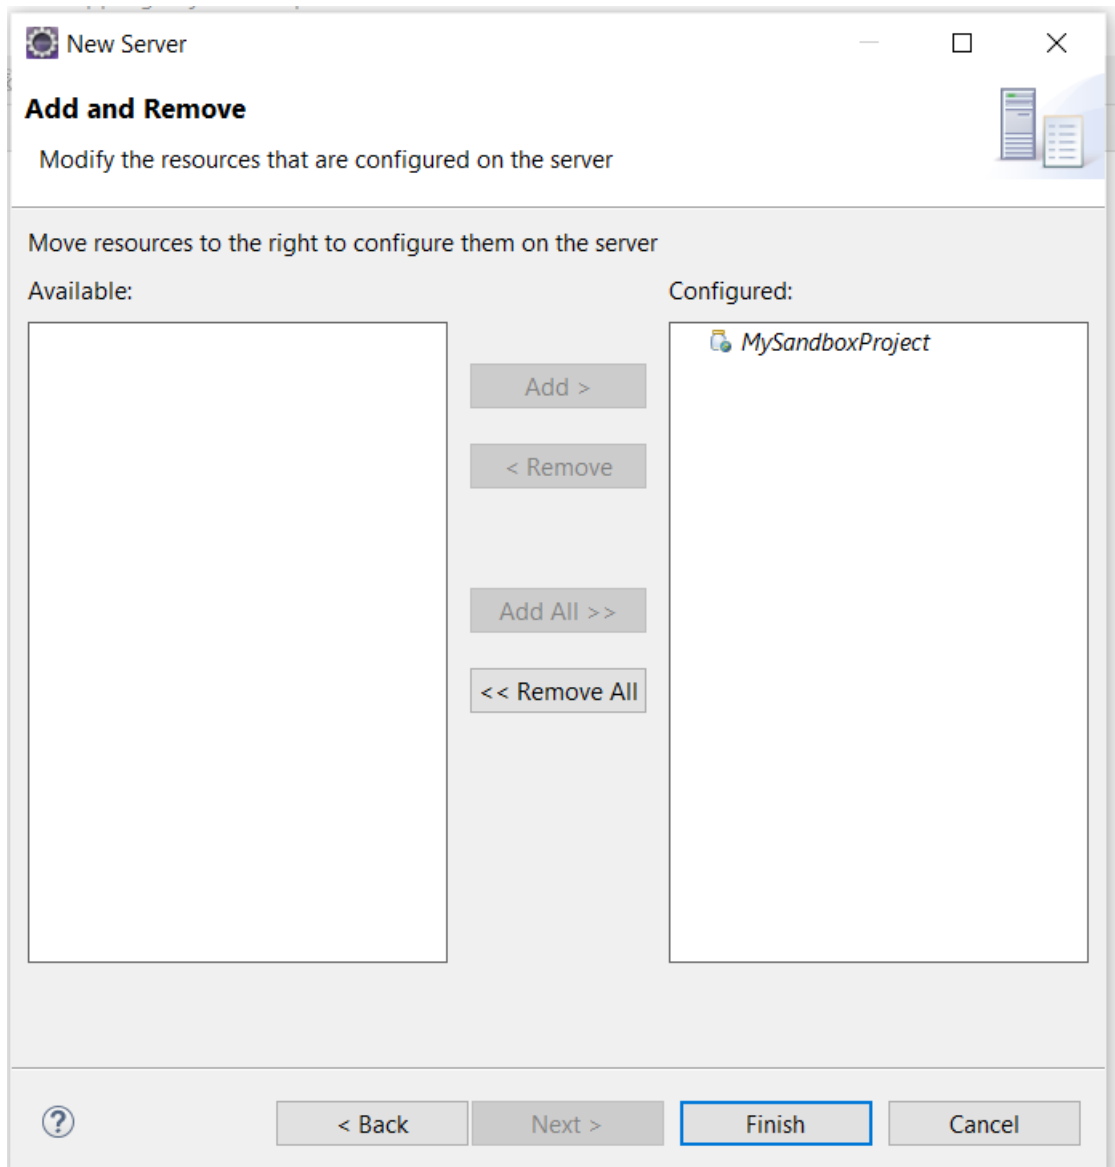 New Server
Add and Remove
Modify the resources that are configured on the server
Move resources to the right to configure them on the server
Available:
Configured:
MySandboxProject
Add >
< Remove
Add All >>
<< Remove All
?
< Back
Next >
Finish
Cancel